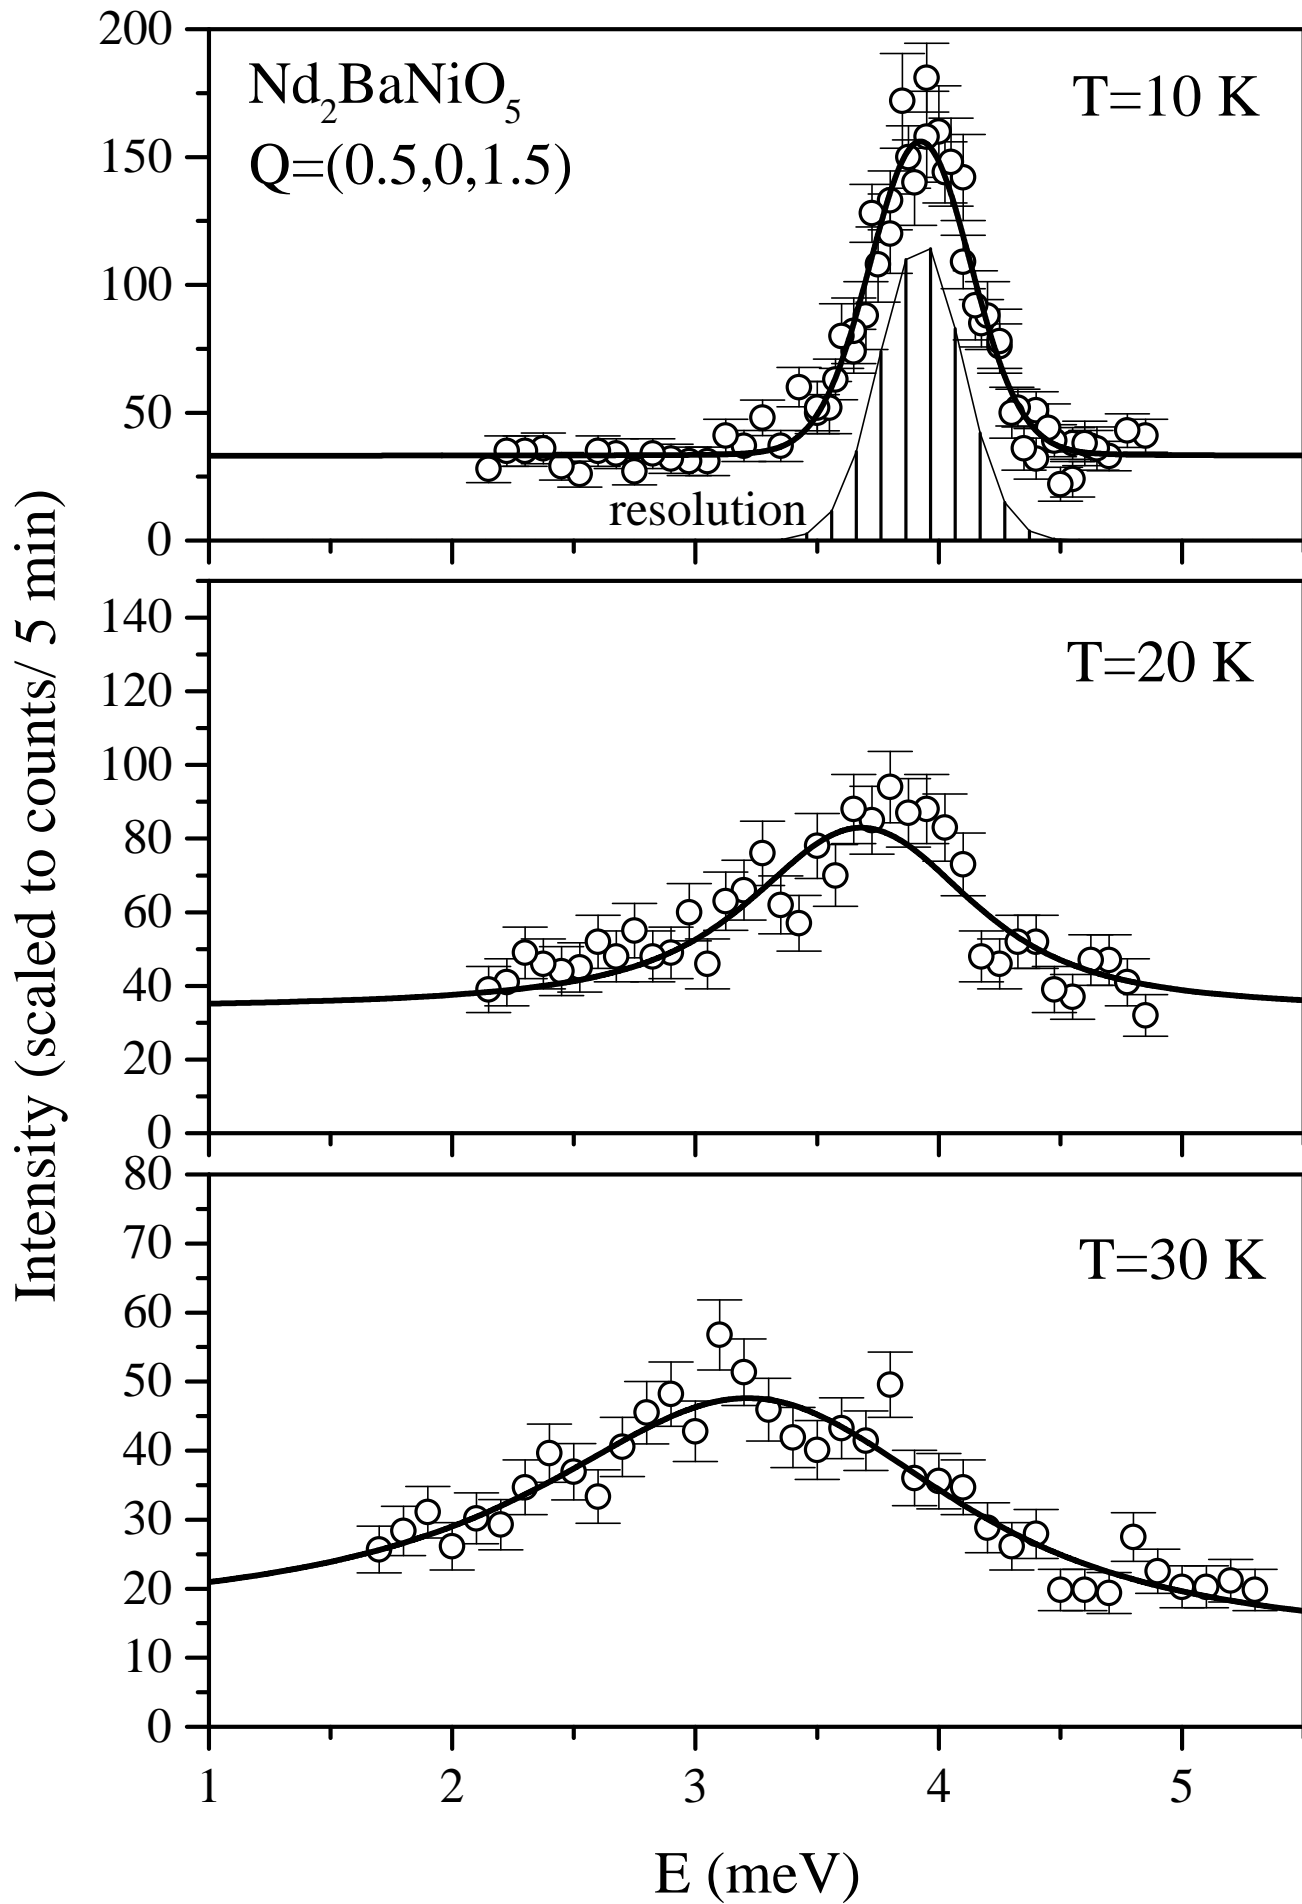 200
150
100
50
0
Nd₂BaNiO₅
Q=(0.5,0,1.5)
T=10 K
resolution
140
120
100
80
60
40
20
0
T=20 K
80
70
60
50
40
30
20
10
0
T=30 K
1 2 3 4 5
E (meV)
Intensity (scaled to counts/ 5 min)